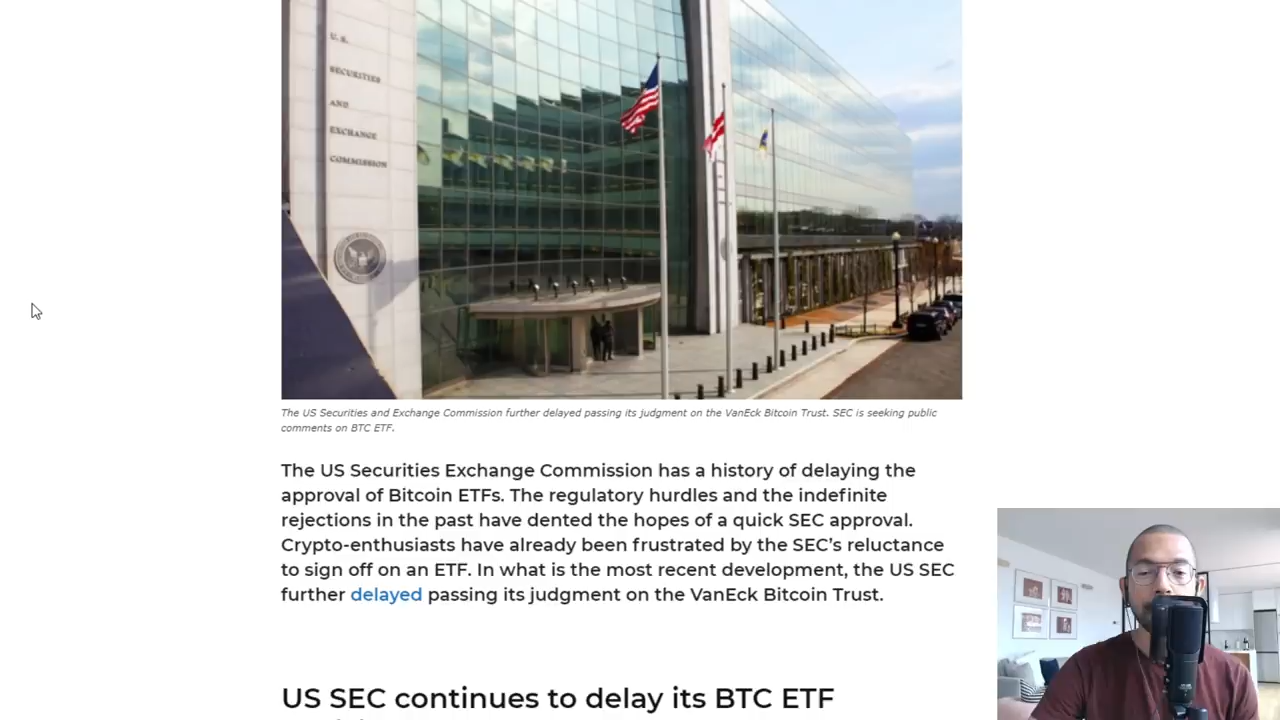 U.S.
SECURITIES
AND
EXCHANGE
COMMISSION
The US Securities and Exchange Commission further delayed passing its judgment on the VanEck Bitcoin Trust. SEC is seeking public
comments on BTC ETF.
The US Securities Exchange Commission has a history of delaying the
approval of Bitcoin ETFs. The regulatory hurdles and the indefinite
rejections in the past have dented the hopes of a quick SEC approval.
Crypto-enthusiasts have already been frustrated by the SEC’s reluctance
to sign off on an ETF. In what is the most recent development, the US SEC
further delayed passing its judgment on the VanEck Bitcoin Trust.
US SEC continues to delay its BTC ETF